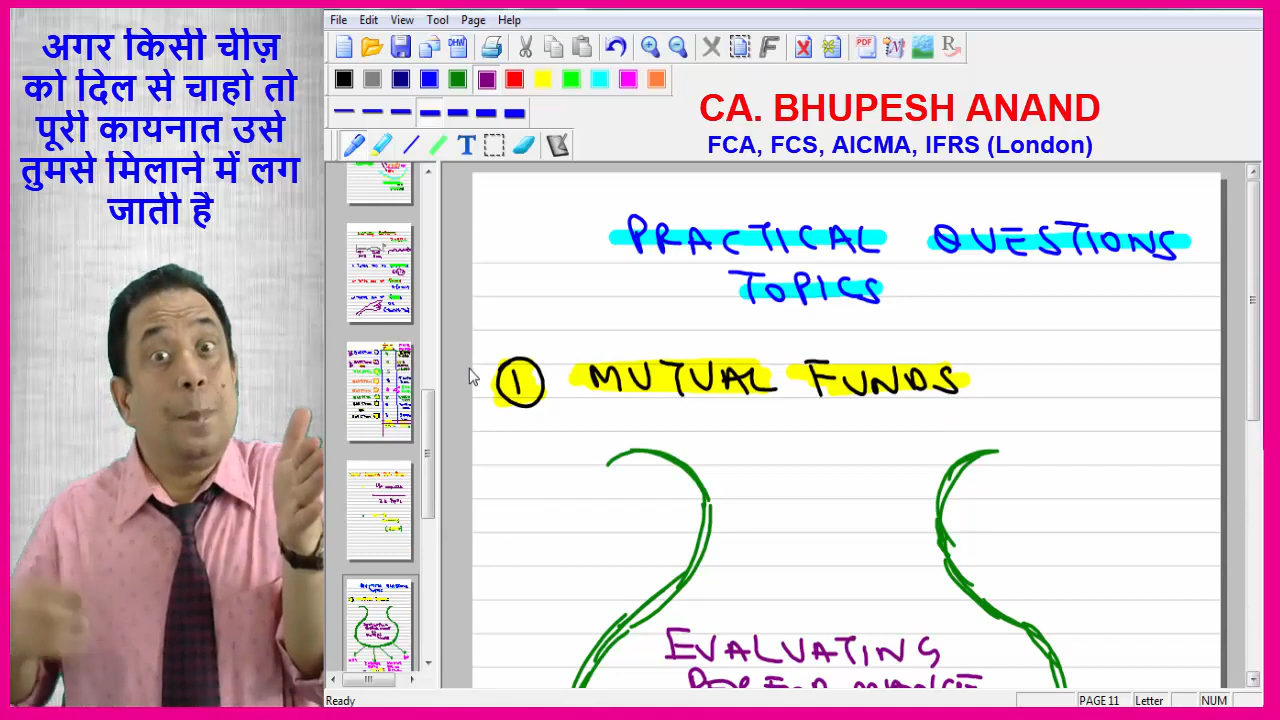 अगर किसी चीज़
को दिल से चाहो तो
पूरी कायनात उसे
तुमसे मिलाने में लग
जाती है
File Edit View Tool Page Help
CA. BHUPESH ANAND
FCA, FCS, AICMA, IFRS (London)
PRACTICAL QUESTIONS
TOPICS
① MUTUAL FUNDS
EVALUATING
PERFORMANCE
Ready
PAGE 11 Letter NUM